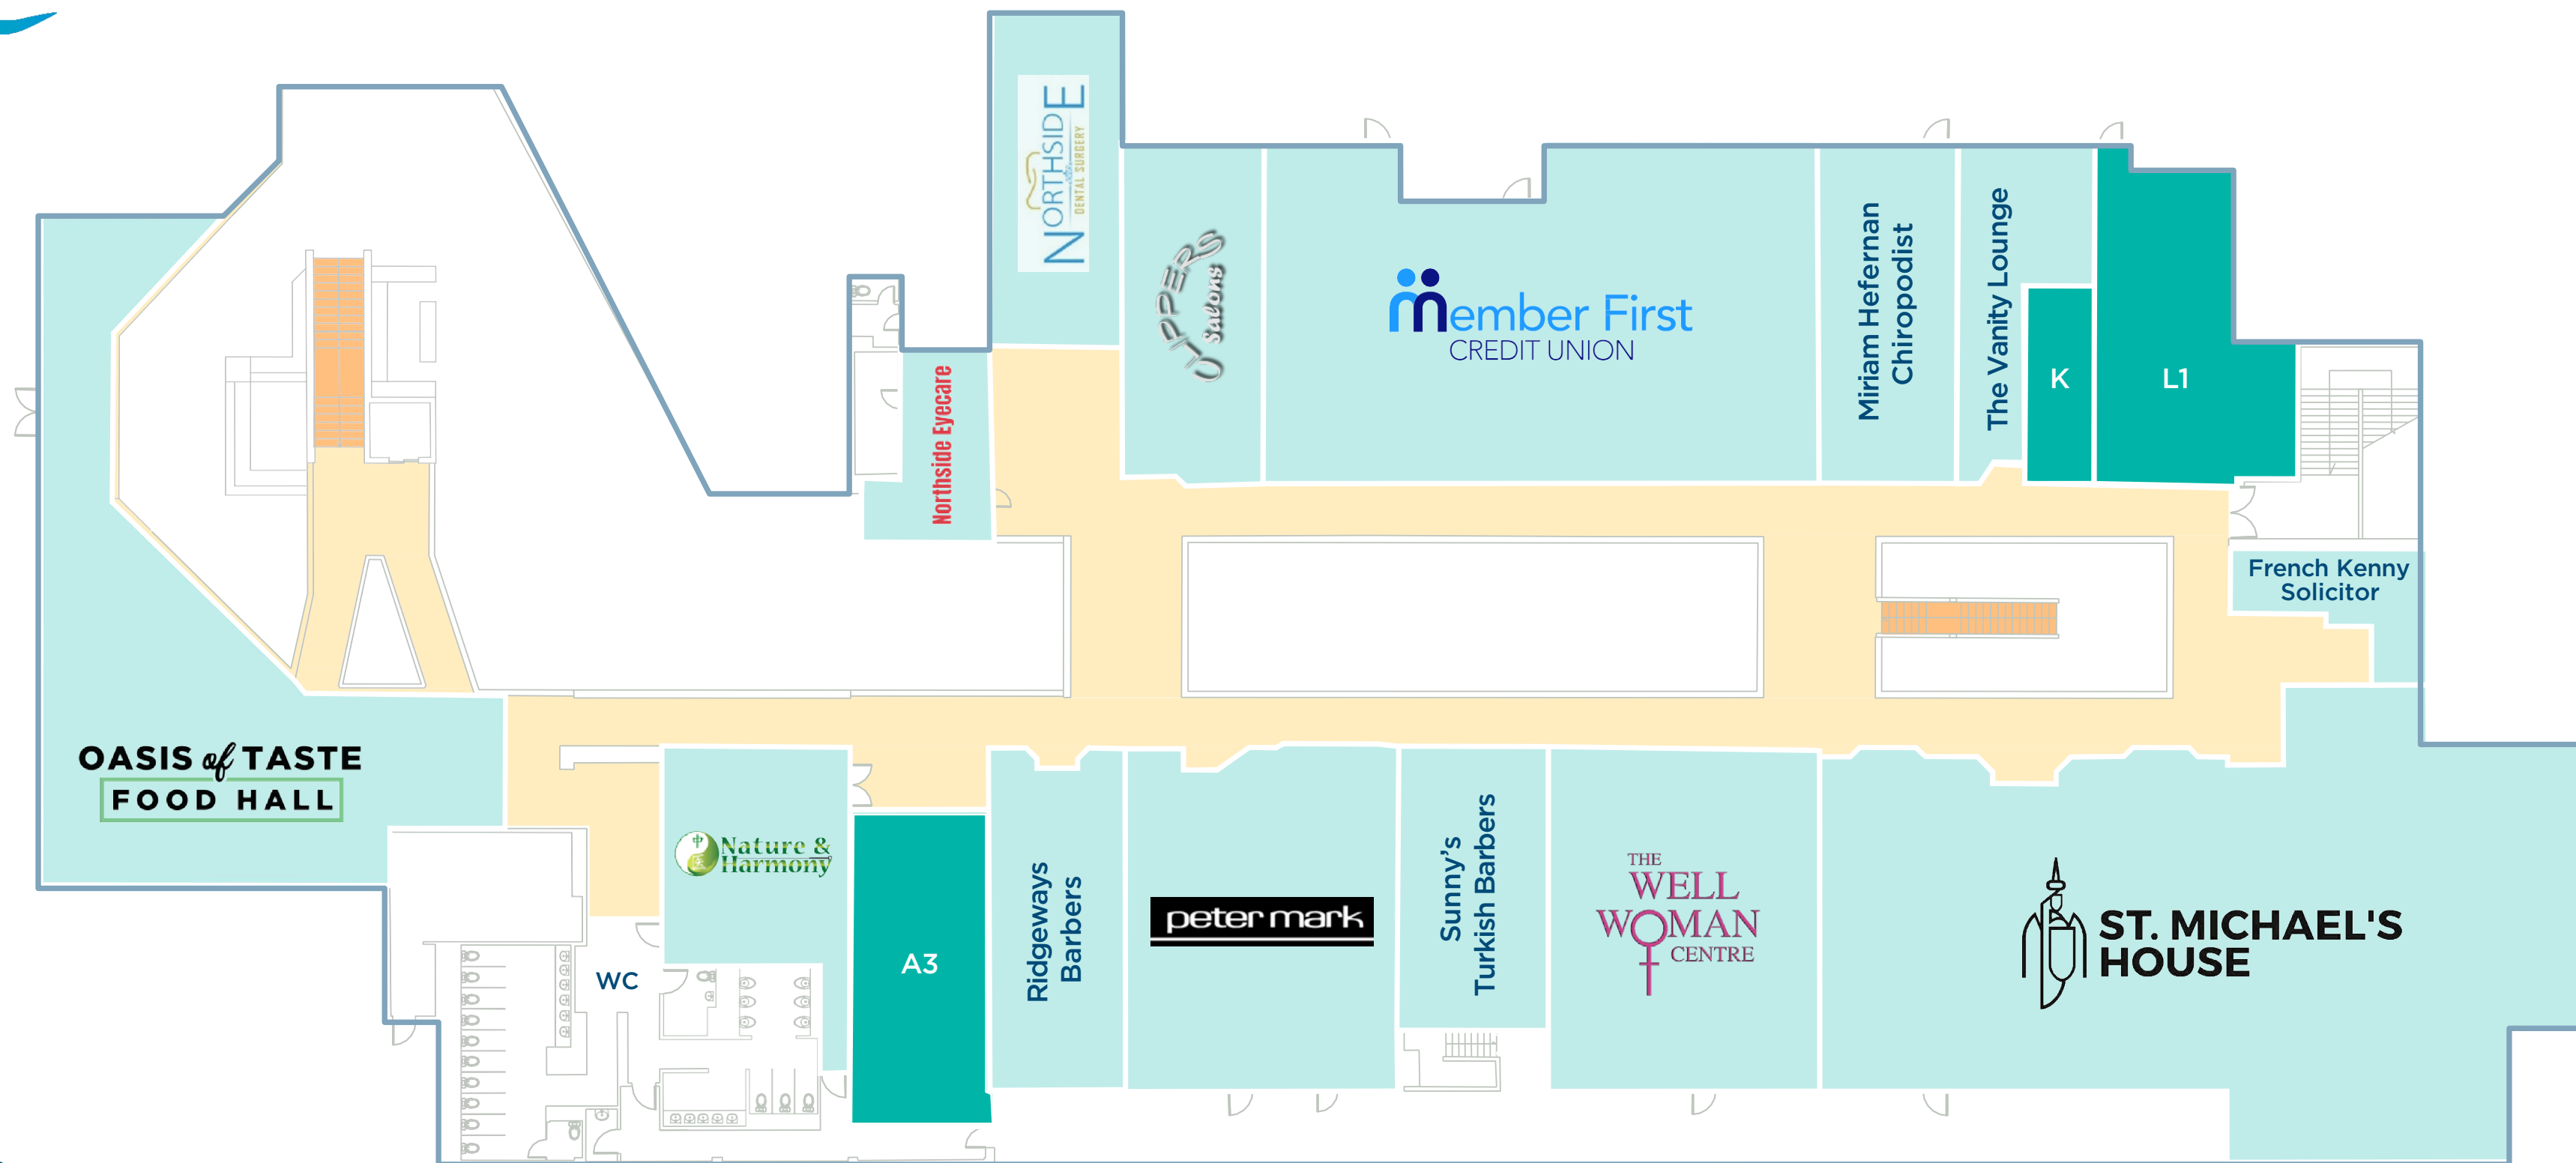 NORTHSIDE
DENTAL SURGERY
UPPERS
Salons
Member First
CREDIT UNION
Miriam Hefernan
Chiropodist
The Vanity Lounge
K
L1
Northside Eyecare
French Kenny
Solicitor
OASIS of TASTE
FOOD HALL
Nature &
Harmony
WC
A3
Ridgeways
Barbers
peter mark
Sunny's
Turkish Barbers
THE
WELL
WOMAN
CENTRE
ST. MICHAEL'S
HOUSE